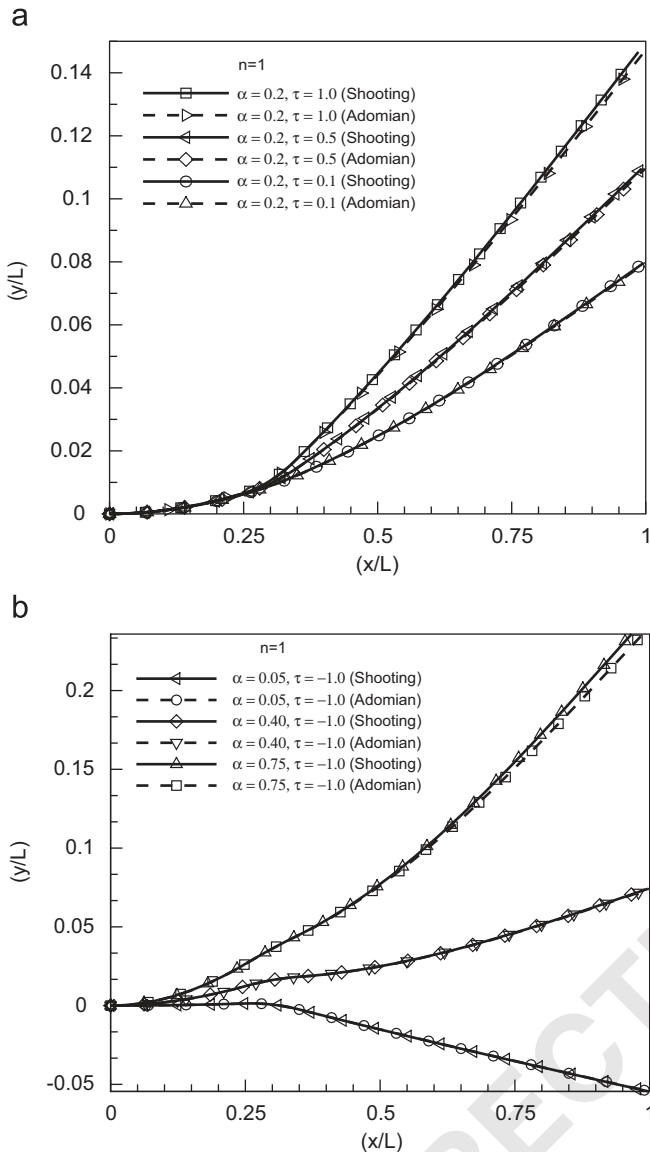 a
n=1
α = 0.2, τ = 1.0 (Shooting)
α = 0.2, τ = 1.0 (Adomian)
α = 0.2, τ = 0.5 (Shooting)
α = 0.2, τ = 0.5 (Adomian)
α = 0.2, τ = 0.1 (Shooting)
α = 0.2, τ = 0.1 (Adomian)
0.14
0.12
0.1
0.08
0.06
0.04
0.02
0
(y/L)
0 0.25 0.5 0.75 1
(x/L)
b
n=1
α = 0.05, τ = −1.0 (Shooting)
α = 0.05, τ = −1.0 (Adomian)
α = 0.40, τ = −1.0 (Shooting)
α = 0.40, τ = −1.0 (Adomian)
α = 0.75, τ = −1.0 (Shooting)
α = 0.75, τ = −1.0 (Adomian)
0.2
0.15
0.1
0.05
0
-0.05
(y/L)
0 0.25 0.5 0.75 1
(x/L)